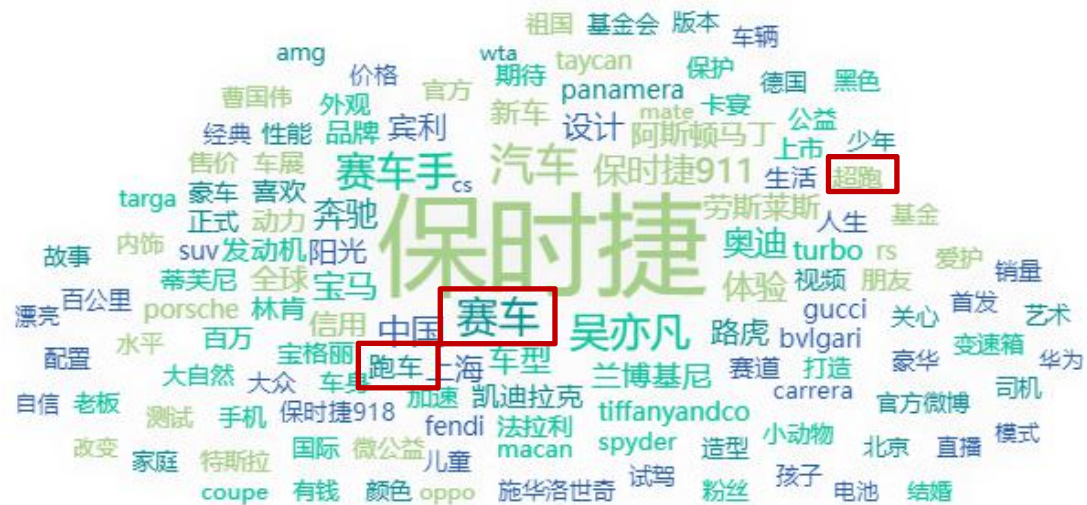 祖国 基金会 版本 车辆
amg wta taycan 保护
价格 官方 期待 panamera 德国 黑色
曹国伟 外观 新车 mate 卡宴 公益
经典 性能 品牌 宾利 设计 阿斯顿马丁 上市 少年
售价 车展 赛车手 cs 汽车 保时捷911 生活 超跑
targa 豪车 喜欢 奔驰 保时捷 劳斯莱斯 人生 基金
正式 动力
故事 内饰 suv 发动机 阳光 奥迪 turbo rs 爱护 销量
蒂芙尼 全球 宝马 体验 视频 朋友
漂亮 百公里 porsche 林肯 信用 中国 赛车 吴亦凡 路虎 gucci bvlgari 关心 首发 艺术
配置 水平 百万 宝格丽 跑车 上海 车型 兰博基尼 赛道 打造 豪华 变速箱 华为
大自然 大众 车身 加速 凯迪拉克 carrera 司机
自信 老板 测试 手机 保时捷918 fendi 法拉利 tiffanyandco 官方微博
改变 家庭 特斯拉 国际 微公益 儿童 macan spyder 造型 小动物 北京 直播 模式
coupe 有钱 颜色 oppo 施华洛世奇 试驾 粉丝 孩子 电池 结婚